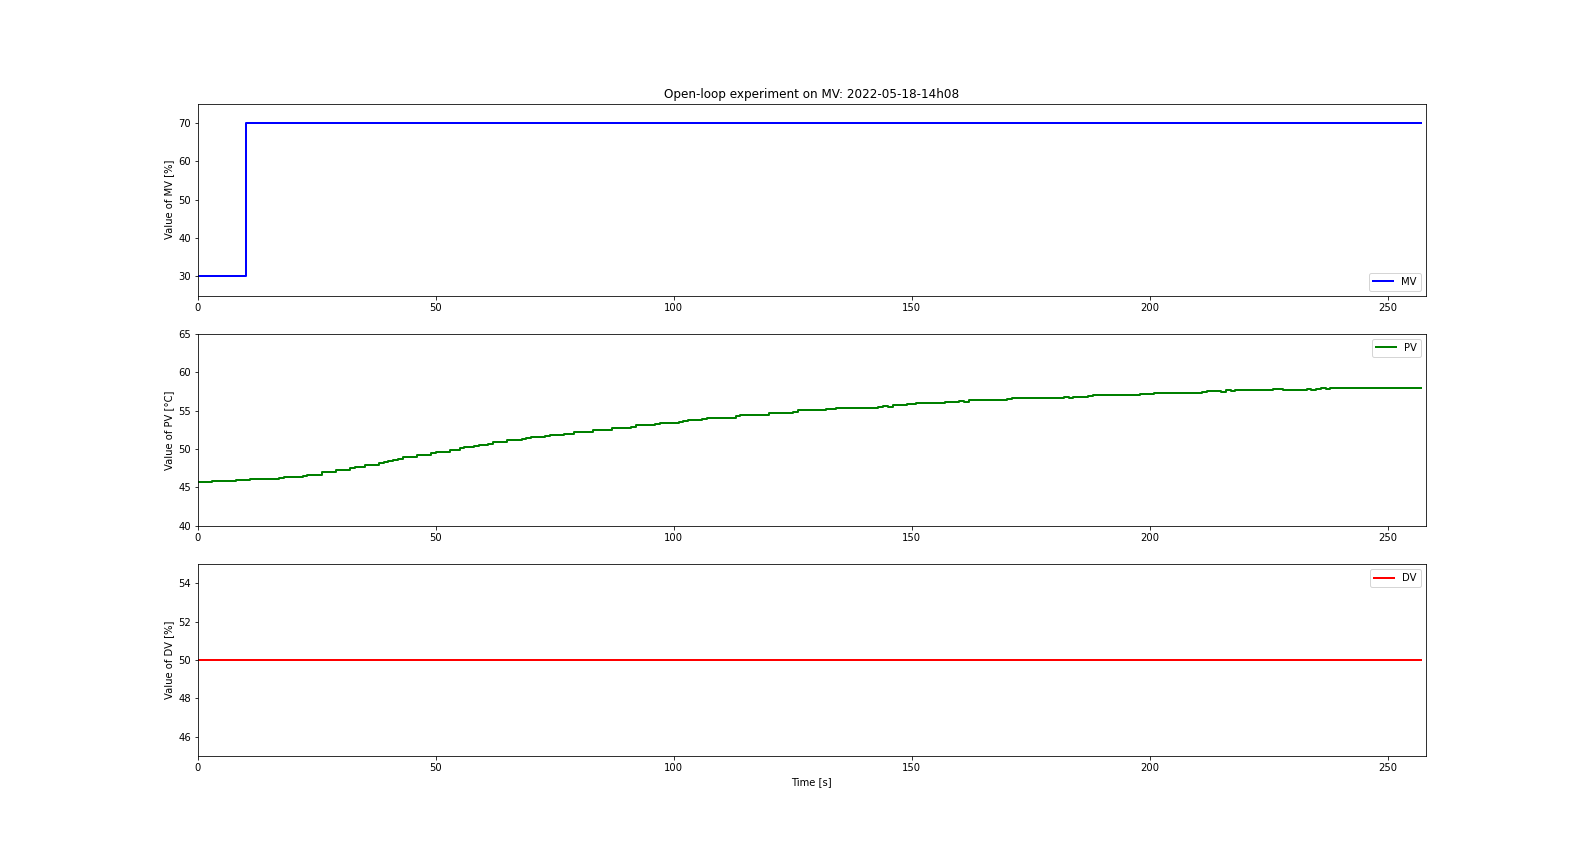 Open-loop experiment on MV: 2022-05-18-14h08
Value of MV [%]
70
60
50
40
30
MV
0 50 100 150 200 250
Value of PV [°C]
65
60
55
50
45
40
PV
0 50 100 150 200 250
Value of DV [%]
54
52
50
48
46
DV
0 50 100 150 200 250
Time [s]